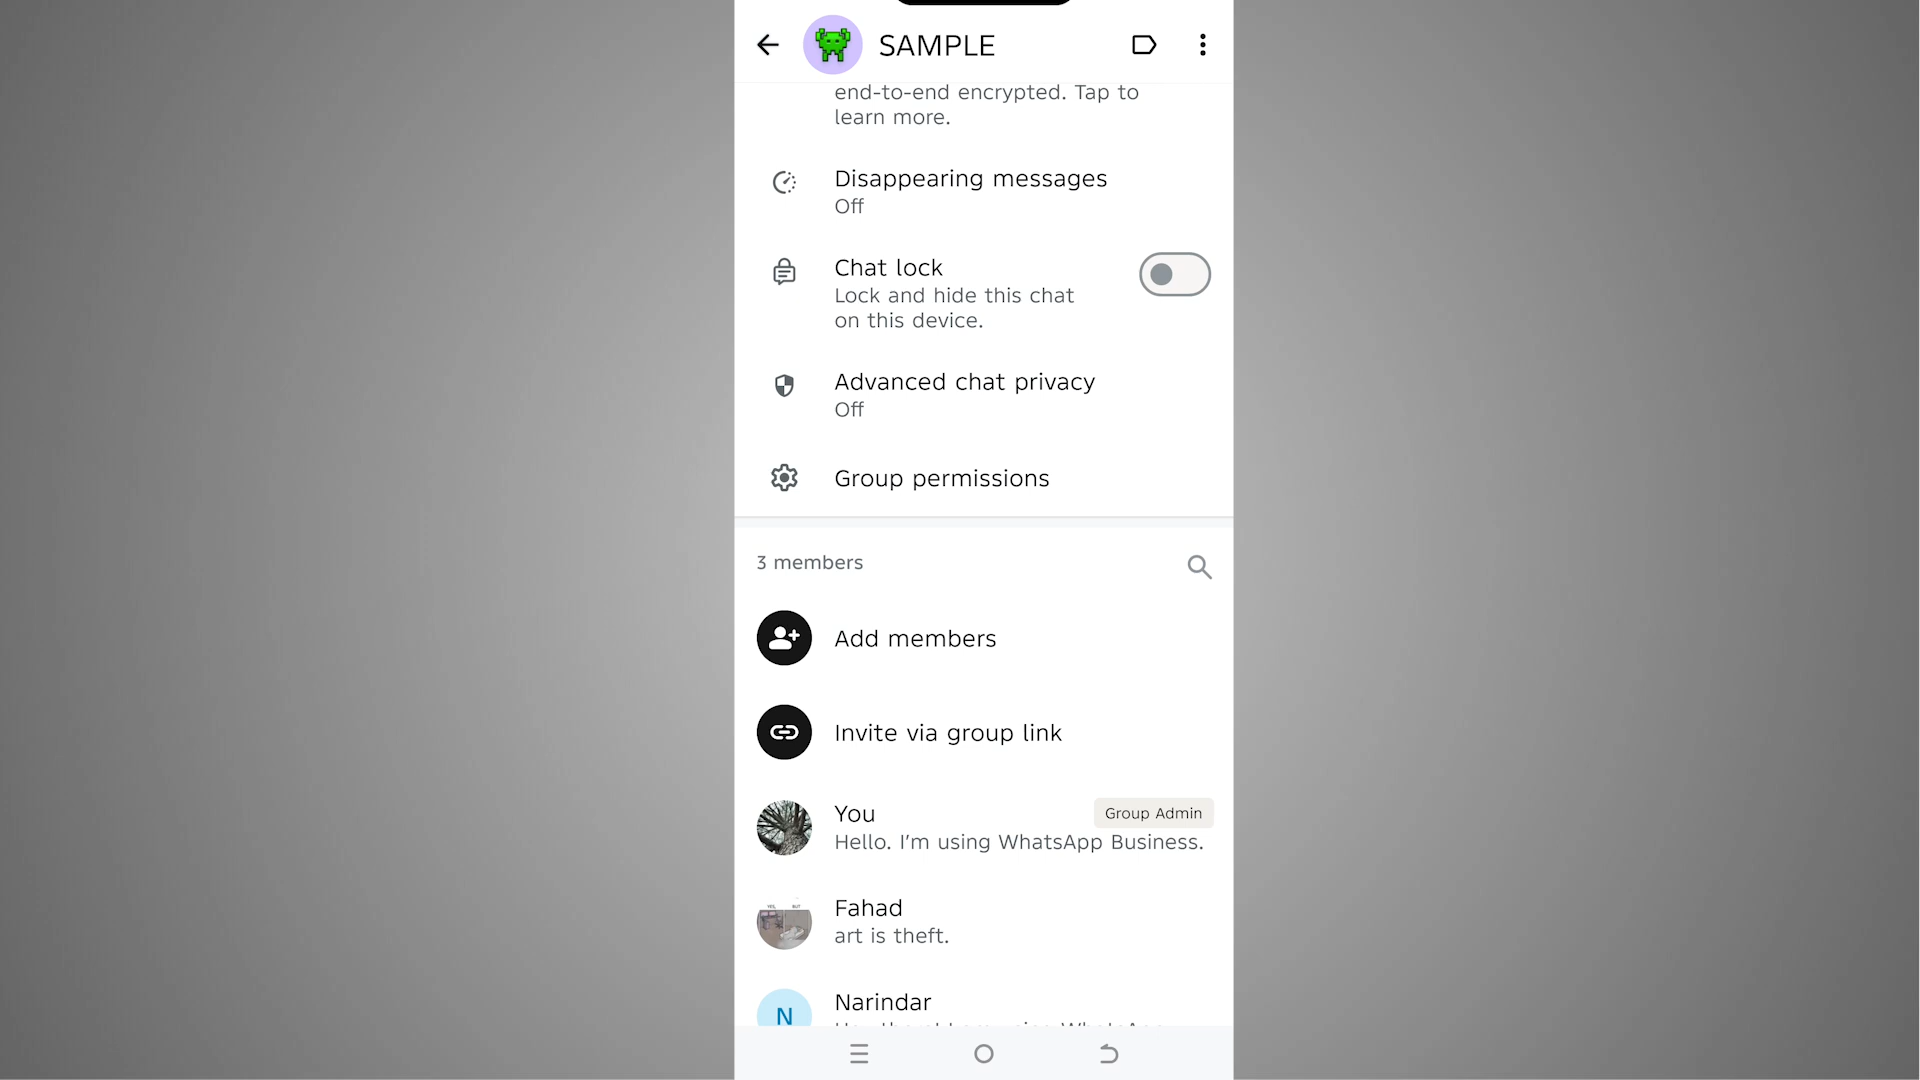 SAMPLE
end-to-end encrypted. Tap to
learn more.
Disappearing messages
Off
Chat lock
Lock and hide this chat
on this device.
Advanced chat privacy
Off
Group permissions
3 members
Add members
Invite via group link
You
Group Admin
Hello. I’m using WhatsApp Business.
Fahad
art is theft.
N
Narindar